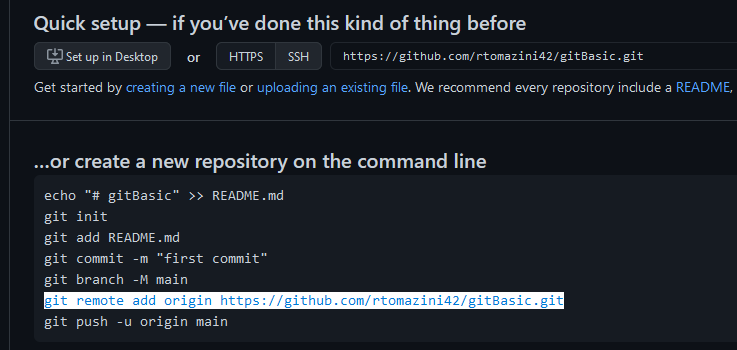 Quick setup — if you’ve done this kind of thing before
Set up in Desktop or HTTPS SSH https://github.com/rtomazini42/gitBasic.git
Get started by creating a new file or uploading an existing file. We recommend every repository include a README,
…or create a new repository on the command line
echo "# gitBasic" >> README.md
git init
git add README.md
git commit -m "first commit"
git branch -M main
git remote add origin https://github.com/rtomazini42/gitBasic.git
git push -u origin main